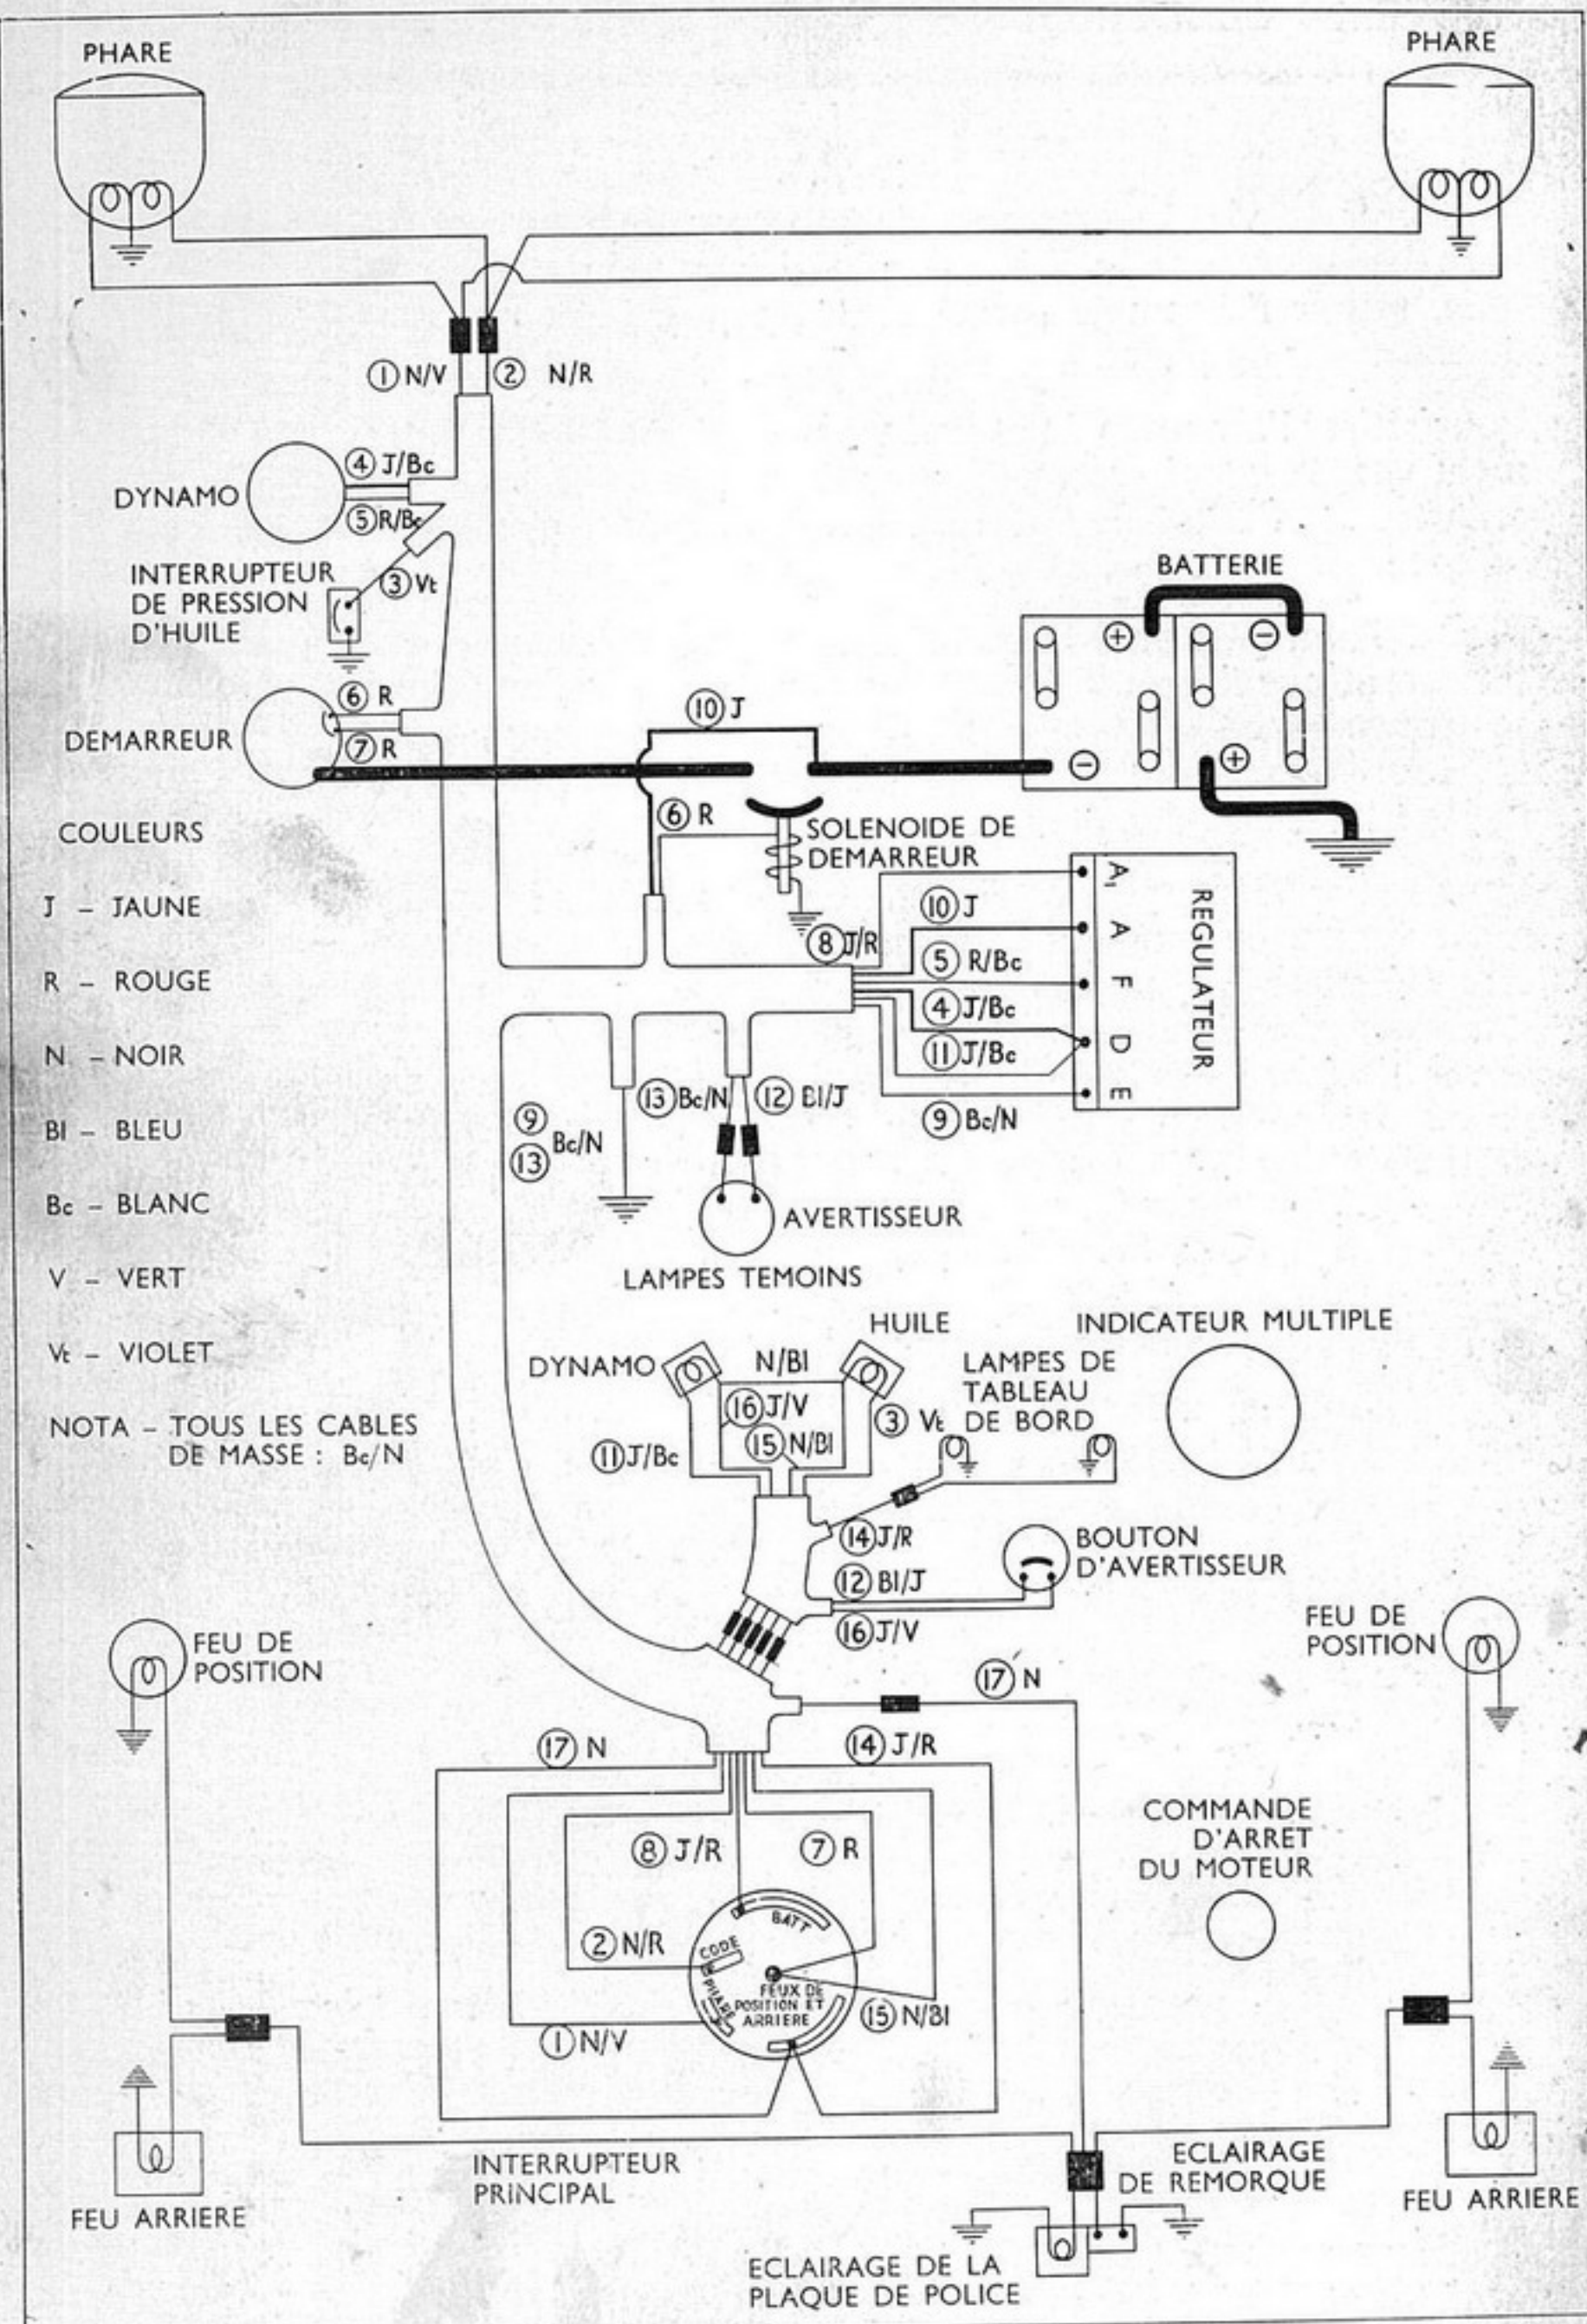 PHARE
PHARE
① N/V
② N/R
④ J/Bc
DYNAMO
⑤ R/Bc
INTERRUPTEUR
DE PRESSION
D'HUILE
③ Vt
BATTERIE
+
−
⑥ R
DEMARREUR
⑦ R
⑩ J
−
+
COULEURS
⑥ R
SOLENOIDE DE
DEMARREUR
J – JAUNE
R – ROUGE
N – NOIR
Bl – BLEU
Bc – BLANC
V – VERT
Vt – VIOLET
NOTA – TOUS LES CABLES
DE MASSE : Bc/N
⑧ J/R
⑩ J
⑤ R/Bc
④ J/Bc
⑪ J/Bc
⑨ Bc/N
A₁
A
F
D
E
REGULATEUR
⑨
⑬ Bc/N
⑬ Bc/N
⑫ Bl/J
AVERTISSEUR
LAMPES TEMOINS
HUILE
INDICATEUR MULTIPLE
DYNAMO
N/Bl
LAMPES DE
TABLEAU
DE BORD
⑯ J/V
③ Vt
⑮ N/Bl
⑪ J/Bc
⑭ J/R
BOUTON
D'AVERTISSEUR
⑫ Bl/J
⑯ J/V
FEU DE
POSITION
FEU DE
POSITION
⑰ N
⑰ N
⑭ J/R
COMMANDE
D'ARRET
DU MOTEUR
⑧ J/R
⑦ R
BATT
② N/R
CODE
PHARE
FEUX DE
POSITION ET
ARRIERE
⑮ N/Bl
① N/V
INTERRUPTEUR
PRINCIPAL
ECLAIRAGE
DE REMORQUE
FEU ARRIERE
FEU ARRIERE
ECLAIRAGE DE LA
PLAQUE DE POLICE